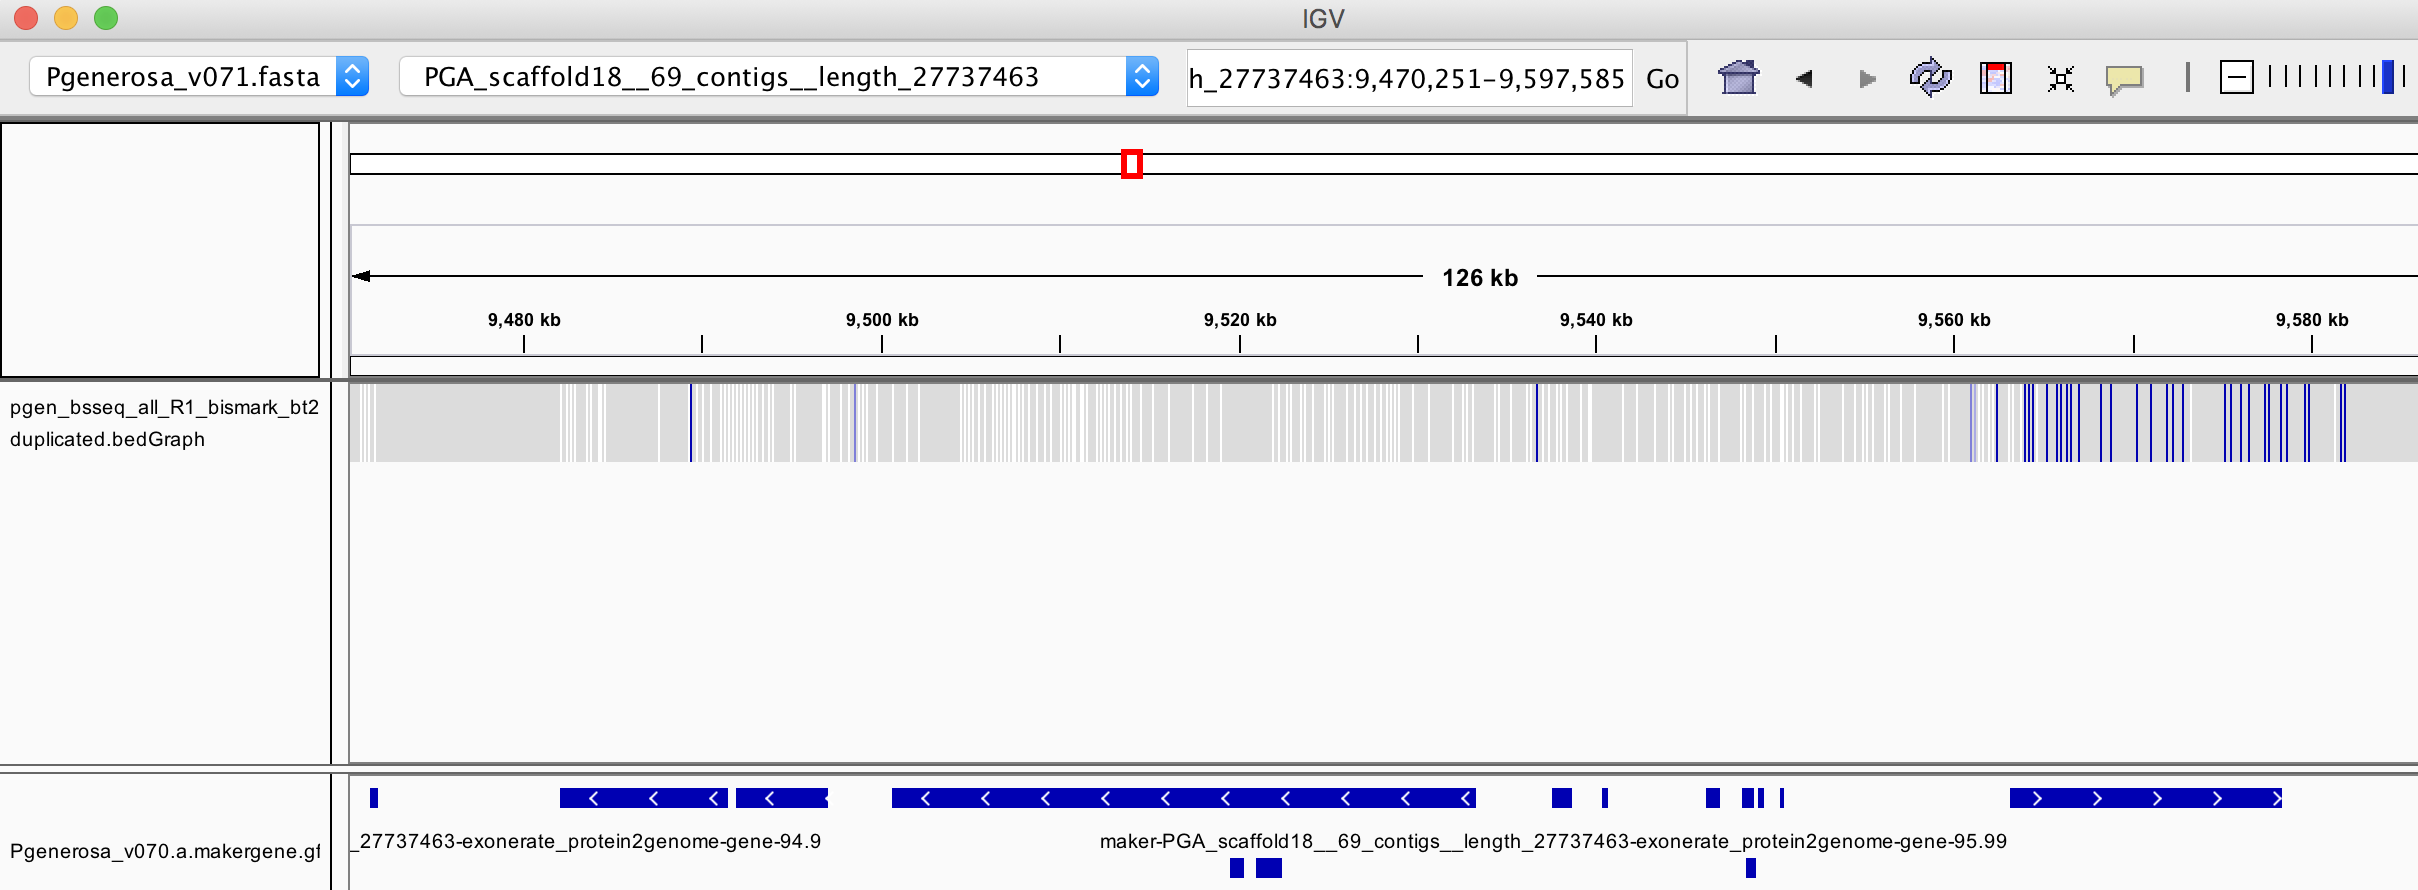 IGV
Pgenerosa_v071.fasta PGA_scaffold18__69_contigs__length_27737463 h_27737463:9,470,251-9,597,585 Go
126 kb
9,480 kb 9,500 kb 9,520 kb 9,540 kb 9,560 kb 9,580 kb
pgen_bsseq_all_R1_bismark_bt2
duplicated.bedGraph
_27737463-exonerate_protein2genome-gene-94.9 maker-PGA_scaffold18__69_contigs__length_27737463-exonerate_protein2genome-gene-95.99
Pgenerosa_v070.a.makergene.gf